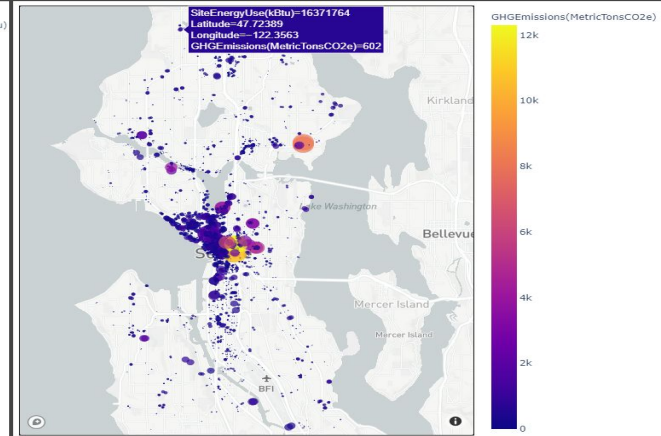 u)
SiteEnergyUse(kBtu)=16371764
Latitude=47.72389
Longitude=−122.3563
GHGEmissions(MetricTonsCO2e)=602
GHGEmissions(MetricTonsCO2e)
12k
10k
8k
6k
4k
2k
0
Kirkland
Lake Washington
Bellevue
Se
Mercer Island
Mercer Island
BFI